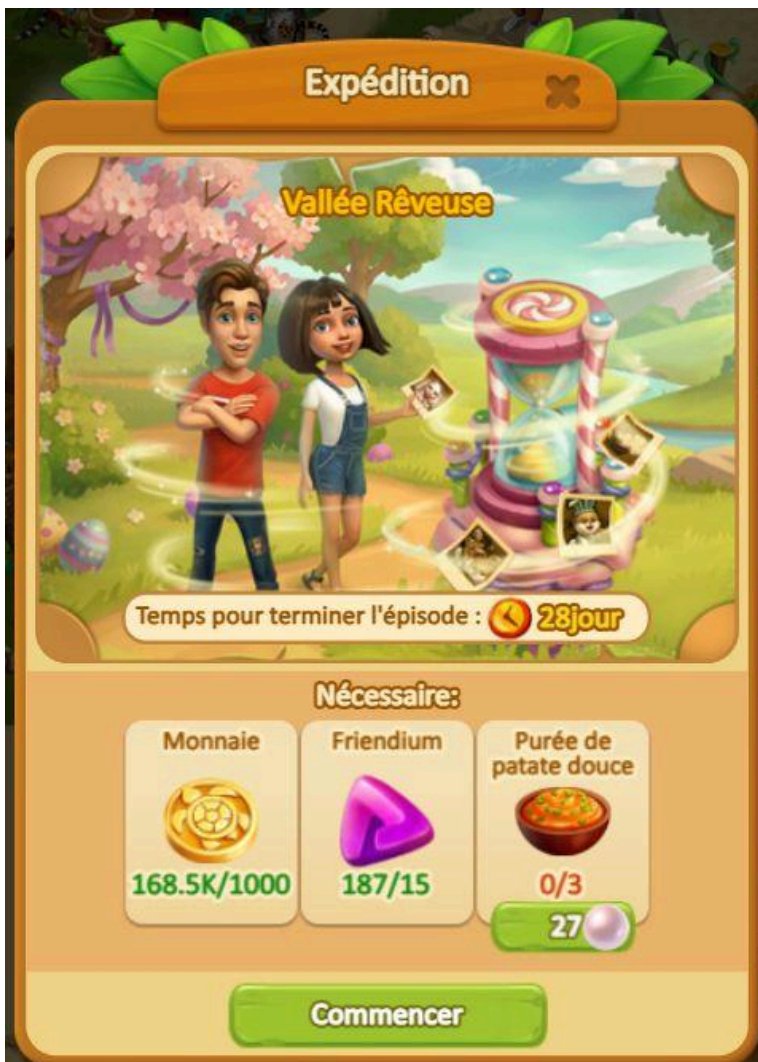 Expédition
Vallée Rêveuse
Temps pour terminer l'épisode : 28jour
Nécessaire:
Monnaie
168.5K/1000
Friendium
187/15
Purée de
patate douce
0/3
27
Commencer